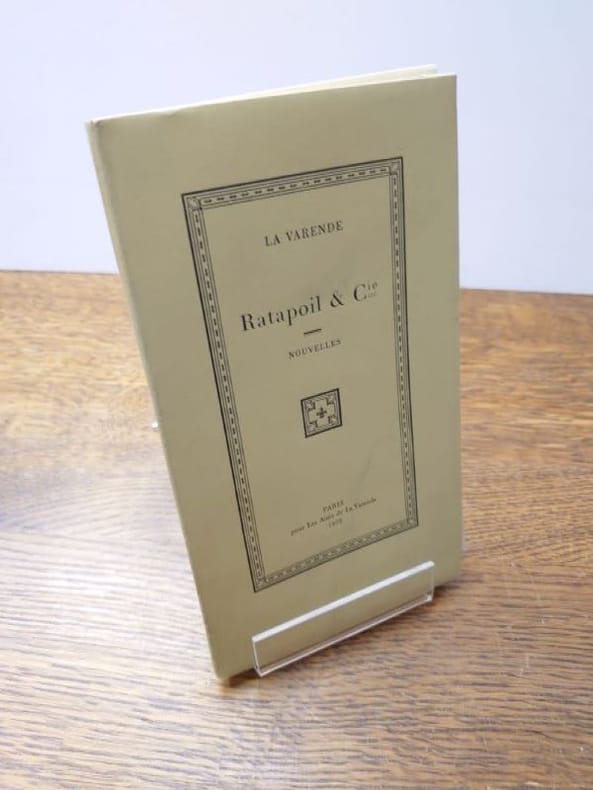 LA VARENDE
Ratapoil & Cie
NOUVELLES
PARIS
pour Les Amis de La Varende